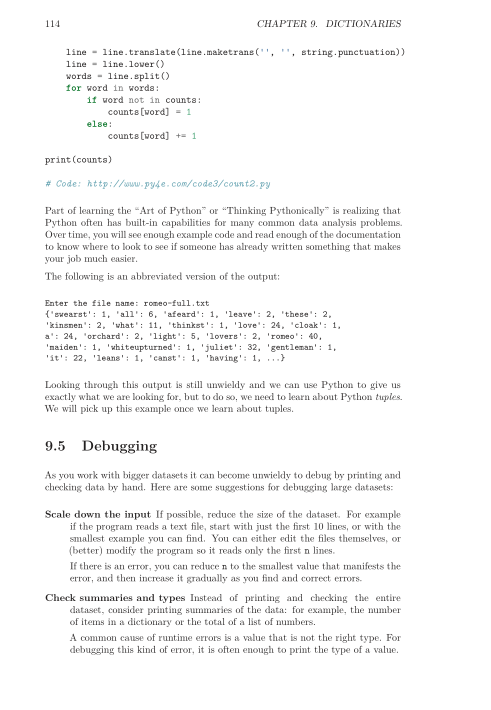 114 CHAPTER 9. DICTIONARIES
line = line.translate(line.maketrans('', '', string.punctuation))
line = line.lower()
words = line.split()
for word in words:
if word not in counts:
counts[word] = 1
else:
counts[word] += 1
print(counts)
# Code: http://www.py4e.com/code3/count2.py
Part of learning the “Art of Python” or “Thinking Pythonically” is realizing that
Python often has built-in capabilities for many common data analysis problems.
Over time, you will see enough example code and read enough of the documentation
to know where to look to see if someone has already written something that makes
your job much easier.
The following is an abbreviated version of the output:
Enter the file name: romeo-full.txt
{'swearst': 1, 'all': 6, 'afeard': 1, 'leave': 2, 'these': 2,
'kinsmen': 2, 'what': 11, 'thinkst': 1, 'love': 24, 'cloak': 1,
a': 24, 'orchard': 2, 'light': 5, 'lovers': 2, 'romeo': 40,
'maiden': 1, 'whiteupturned': 1, 'juliet': 32, 'gentleman': 1,
'it': 22, 'leans': 1, 'canst': 1, 'having': 1, ...}
Looking through this output is still unwieldy and we can use Python to give us
exactly what we are looking for, but to do so, we need to learn about Python tuples.
We will pick up this example once we learn about tuples.
9.5 Debugging
As you work with bigger datasets it can become unwieldy to debug by printing and
checking data by hand. Here are some suggestions for debugging large datasets:
Scale down the input If possible, reduce the size of the dataset. For example
if the program reads a text file, start with just the first 10 lines, or with the
smallest example you can find. You can either edit the files themselves, or
(better) modify the program so it reads only the first n lines.
If there is an error, you can reduce n to the smallest value that manifests the
error, and then increase it gradually as you find and correct errors.
Check summaries and types Instead of printing and checking the entire
dataset, consider printing summaries of the data: for example, the number
of items in a dictionary or the total of a list of numbers.
A common cause of runtime errors is a value that is not the right type. For
debugging this kind of error, it is often enough to print the type of a value.